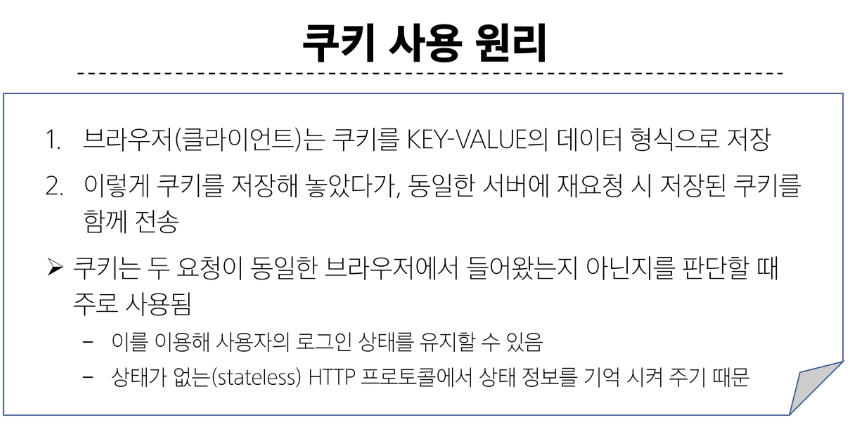 쿠키 사용 원리
1. 브라우저(클라이언트)는 쿠키를 KEY-VALUE의 데이터 형식으로 저장
2. 이렇게 쿠키를 저장해 놓았다가, 동일한 서버에 재요청 시 저장된 쿠키를
함께 전송
➢ 쿠키는 두 요청이 동일한 브라우저에서 들어왔는지 아닌지를 판단할 때
주로 사용됨
– 이를 이용해 사용자의 로그인 상태를 유지할 수 있음
– 상태가 없는(stateless) HTTP 프로토콜에서 상태 정보를 기억 시켜 주기 때문